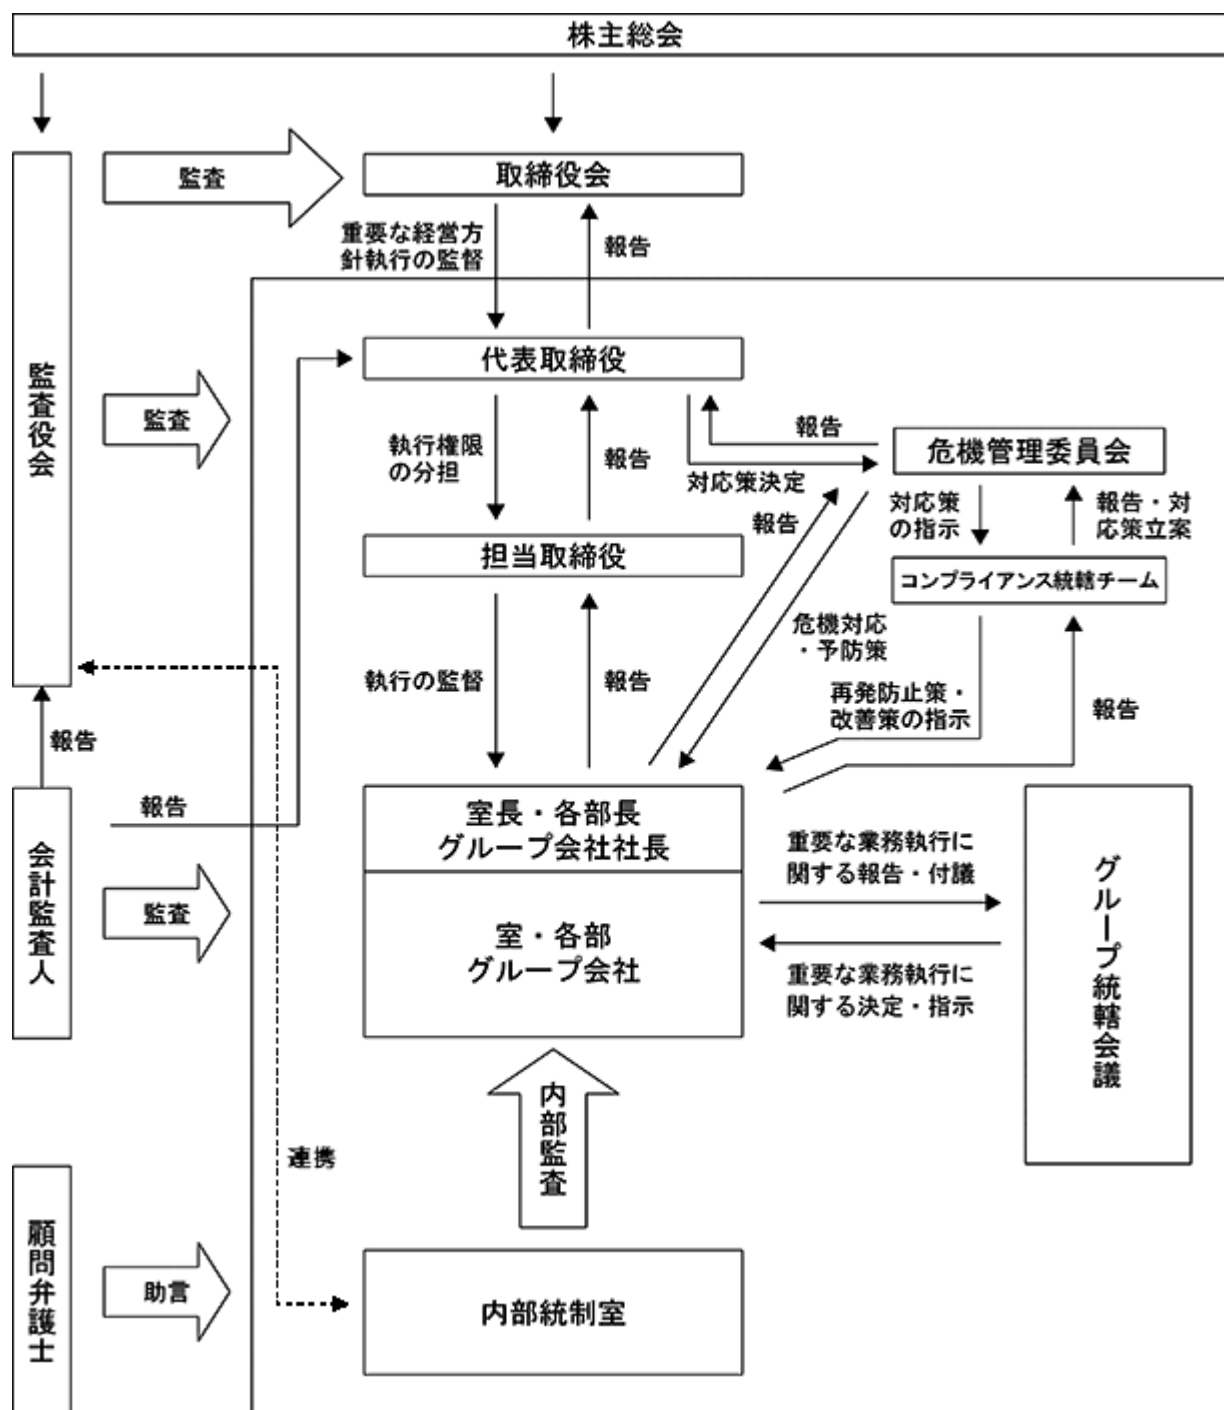 株主総会
監査
取締役会
重要な経営方
針執行の監督
報告
監査役会
代表取締役
監査
執行権限
の分担
報告
報告
対応策決定
危機管理委員会
報告
対応策
の指示
報告・対
応策立案
担当取締役
コンプライアンス統轄チーム
危機対応
・予防策
執行の監督
報告
再発防止策・
改善策の指示
報告
報告
報告
会計監査人
監査
室長・各部長
グループ会社社長
室・各部
グループ会社
重要な業務執行に
関する報告・付議
重要な業務執行に
関する決定・指示
グループ統轄会議
内部監査
連携
顧問弁護士
助言
内部統制室